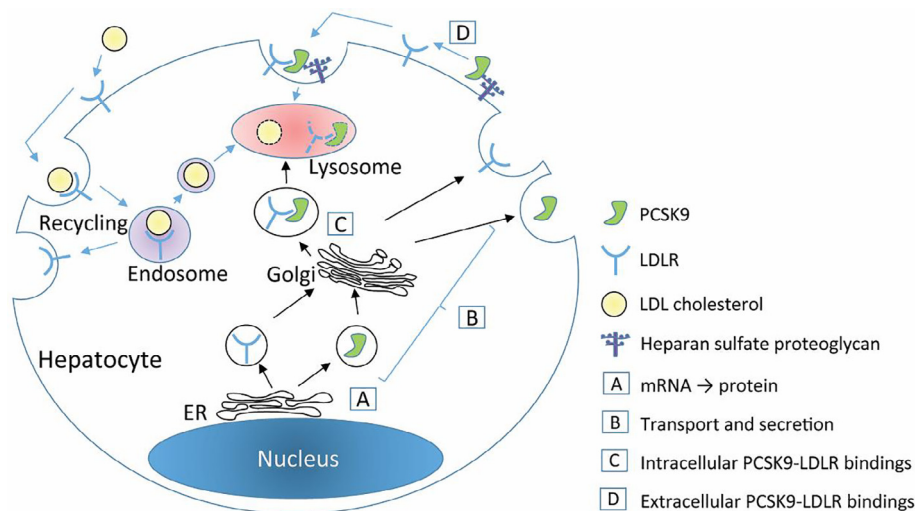 D
Lysosome
PCSK9
Recycling
C
LDLR
Endosome
Golgi
LDL cholesterol
B
Heparan sulfate proteoglycan
Hepatocyte
A mRNA → protein
A
ER
B Transport and secretion
Nucleus
C Intracellular PCSK9-LDLR bindings
D Extracellular PCSK9-LDLR bindings